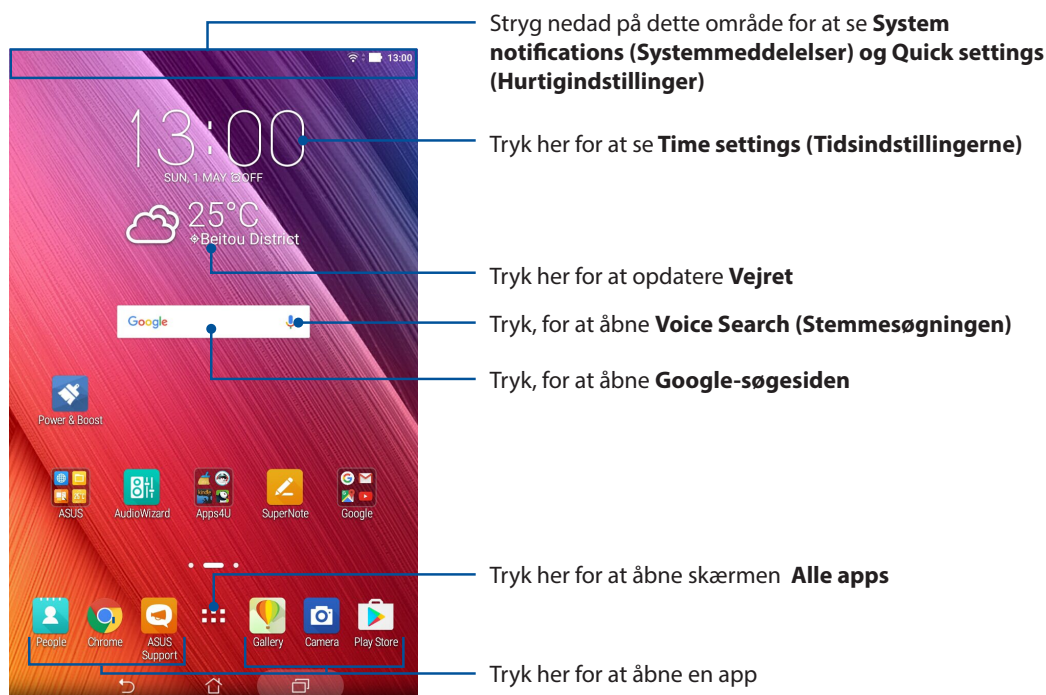 Stryg nedad på dette område for at se System
notifications (Systemmeddelelser) og Quick settings
(Hurtigindstillinger)
13:00
13:00
Tryk her for at se Time settings (Tidsindstillingerne)
SUN, 1 MAY OFF
25°C
Beitou District
Tryk her for at opdatere Vejret
Google
Tryk, for at åbne Voice Search (Stemmesøgningen)
Tryk, for at åbne Google-søgesiden
Power & Boost
kindle
ASUS AudioWizard Apps4U SuperNote Google
Tryk her for at åbne skærmen Alle apps
People Chrome ASUS Support Gallery Camera Play Store
Tryk her for at åbne en app